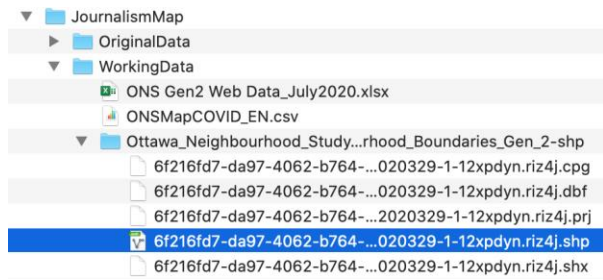 JournalismMap
OriginalData
WorkingData
ONS Gen2 Web Data_July2020.xlsx
ONSMapCOVID_EN.csv
Ottawa_Neighbourhood_Study...rhood_Boundaries_Gen_2-shp
6f216fd7-da97-4062-b764-...020329-1-12xpdyn.riz4j.cpg
6f216fd7-da97-4062-b764-...020329-1-12xpdyn.riz4j.dbf
6f216fd7-da97-4062-b764-...2020329-1-12xpdyn.riz4j.prj
6f216fd7-da97-4062-b764-...020329-1-12xpdyn.riz4j.shp
6f216fd7-da97-4062-b764-...020329-1-12xpdyn.riz4j.shx